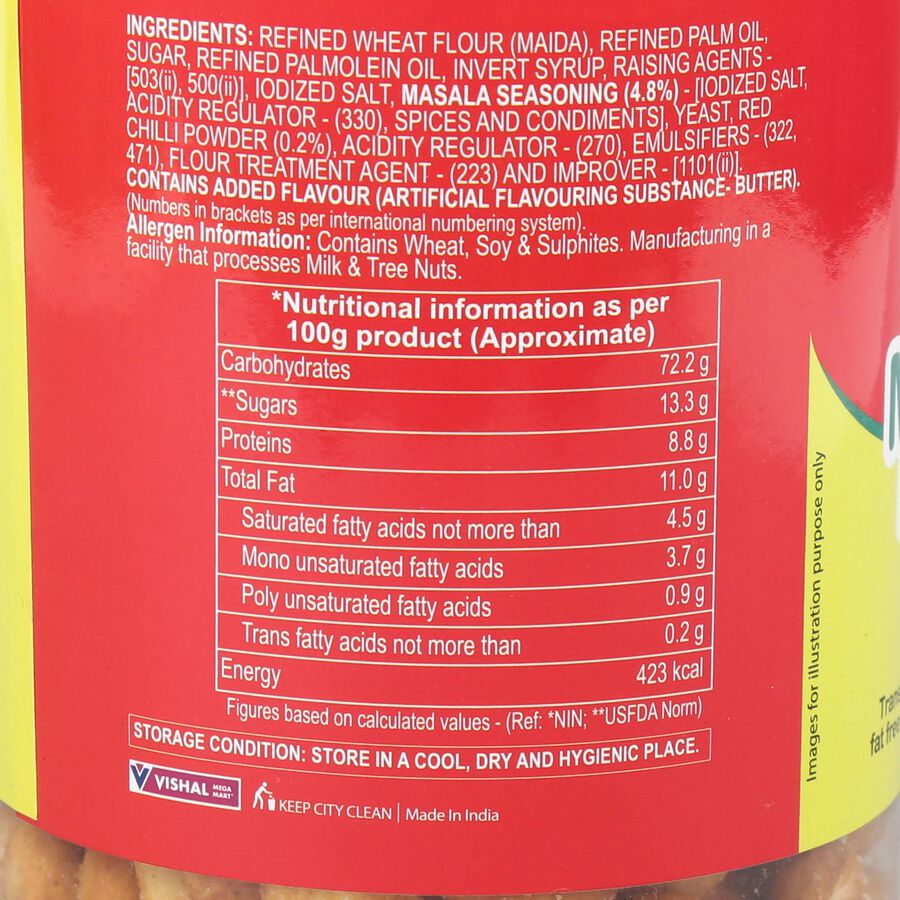 INGREDIENTS: REFINED WHEAT FLOUR (MAIDA), REFINED PALM OIL,
SUGAR, REFINED PALMOLEIN OIL, INVERT SYRUP, RAISING AGENTS -
[503(ii), 500(ii)], IODIZED SALT, MASALA SEASONING (4.8%) - [IODIZED SALT,
ACIDITY REGULATOR - (330), SPICES AND CONDIMENTS], YEAST, RED
CHILLI POWDER (0.2%), ACIDITY REGULATOR - (270), EMULSIFIERS - (322,
471), FLOUR TREATMENT AGENT - (223) AND IMPROVER - [1101(ii)].
CONTAINS ADDED FLAVOUR (ARTIFICIAL FLAVOURING SUBSTANCE- BUTTER).
(Numbers in brackets as per international numbering system).
Allergen Information: Contains Wheat, Soy & Sulphites. Manufacturing in a
facility that processes Milk & Tree Nuts.
*Nutritional information as per
100g product (Approximate)
Carbohydrates 72.2 g
**Sugars 13.3 g
Proteins 8.8 g
Total Fat 11.0 g
Saturated fatty acids not more than 4.5 g
Mono unsaturated fatty acids 3.7 g
Poly unsaturated fatty acids 0.9 g
Trans fatty acids not more than 0.2 g
Energy 423 kcal
Figures based on calculated values - (Ref: *NIN; **USFDA Norm)
STORAGE CONDITION: STORE IN A COOL, DRY AND HYGIENIC PLACE.
VISHAL MEGA MART
KEEP CITY CLEAN | Made In India
Images for illustration purpose only
fat free